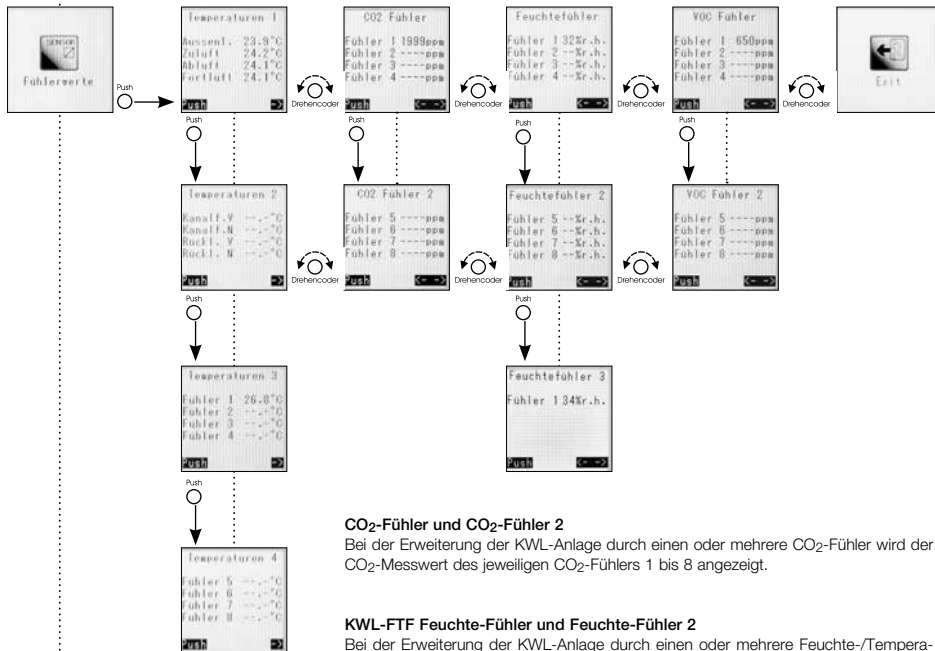 SENSOR
Fühlerwerte
Push
Temperaturen 1
Aussenl. 23.9°C
Zuluft 24.2°C
Abluft 24.1°C
Fortluft 24.1°C
Push ->
Drehencoder
CO2 Fühler
Fühler 1 1999ppm
Fühler 2 ----ppm
Fühler 3 ----ppm
Fühler 4 ----ppm
Push <- ->
Drehencoder
Feuchtefühler
Fühler 1 32%r.h.
Fühler 2 --%r.h.
Fühler 3 --%r.h.
Fühler 4 --%r.h.
Push <- ->
Drehencoder
VOC Fühler
Fühler 1 650ppm
Fühler 2 ----ppm
Fühler 3 ----ppm
Fühler 4 ----ppm
Push <- ->
Drehencoder
Exit
Push
Push
Push
Push
Temperaturen 2
Kanalf.V --.-°C
Kanalf.N --.-°C
Rückl. V --.-°C
Rückl. N --.-°C
Push ->
Drehencoder
CO2 Fühler 2
Fühler 5 ----ppm
Fühler 6 ----ppm
Fühler 7 ----ppm
Fühler 8 ----ppm
Push <- ->
Drehencoder
Feuchtefühler 2
Fühler 5 --%r.h.
Fühler 6 --%r.h.
Fühler 7 --%r.h.
Fühler 8 --%r.h.
Push <- ->
Drehencoder
VOC Fühler 2
Fühler 5 ----ppm
Fühler 6 ----ppm
Fühler 7 ----ppm
Fühler 8 ----ppm
Push <- ->
Push
Push
Temperaturen 3
Fühler 1 26.8°C
Fühler 2 --.-°C
Fühler 3 --.-°C
Fühler 4 --.-°C
Push ->
Feuchtefühler 3
Fühler 1 34%r.h.
Push <- ->
Push
Temperaturen 4
Fühler 5 --.-°C
Fühler 6 --.-°C
Fühler 7 --.-°C
Fühler 8 --.-°C
Push ->
CO2-Fühler und CO2-Fühler 2
Bei der Erweiterung der KWL-Anlage durch einen oder mehrere CO2-Fühler wird der
CO2-Messwert des jeweiligen CO2-Fühlers 1 bis 8 angezeigt.
KWL-FTF Feuchte-Fühler und Feuchte-Fühler 2
Bei der Erweiterung der KWL-Anlage durch einen oder mehrere Feuchte-/Tempera-